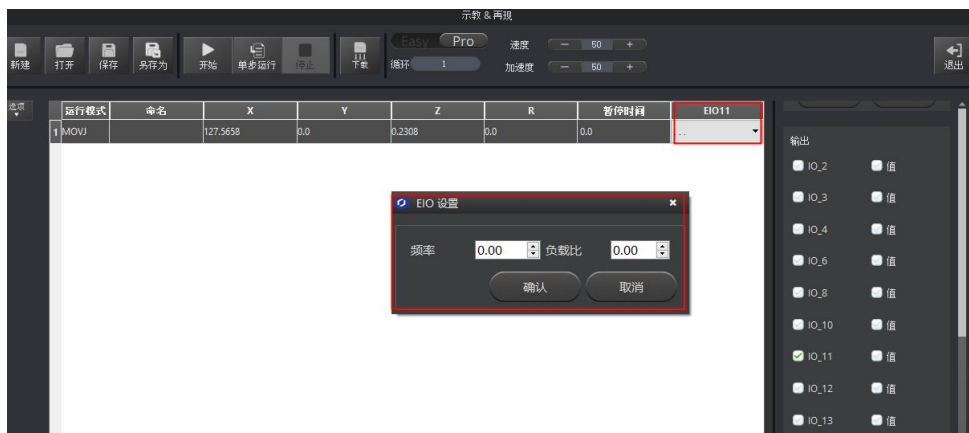 示教 & 再现
新建 打开 保存 另存为 开始 单步运行 停止 下载
Easy Pro
循环 1
速度 − 50 +
加速度 − 50 +
退出
选项
运行模式 命名 X Y Z R 暂停时间 EIO11
1 MOVJ 127.5658 0.0 0.2308 0.0 0.0 . . .
EIO 设置
频率 0.00 负载比 0.00
确认 取消
输出
IO_2 值
IO_3 值
IO_4 值
IO_6 值
IO_8 值
IO_10 值
IO_11 值
IO_12 值
IO_13 值